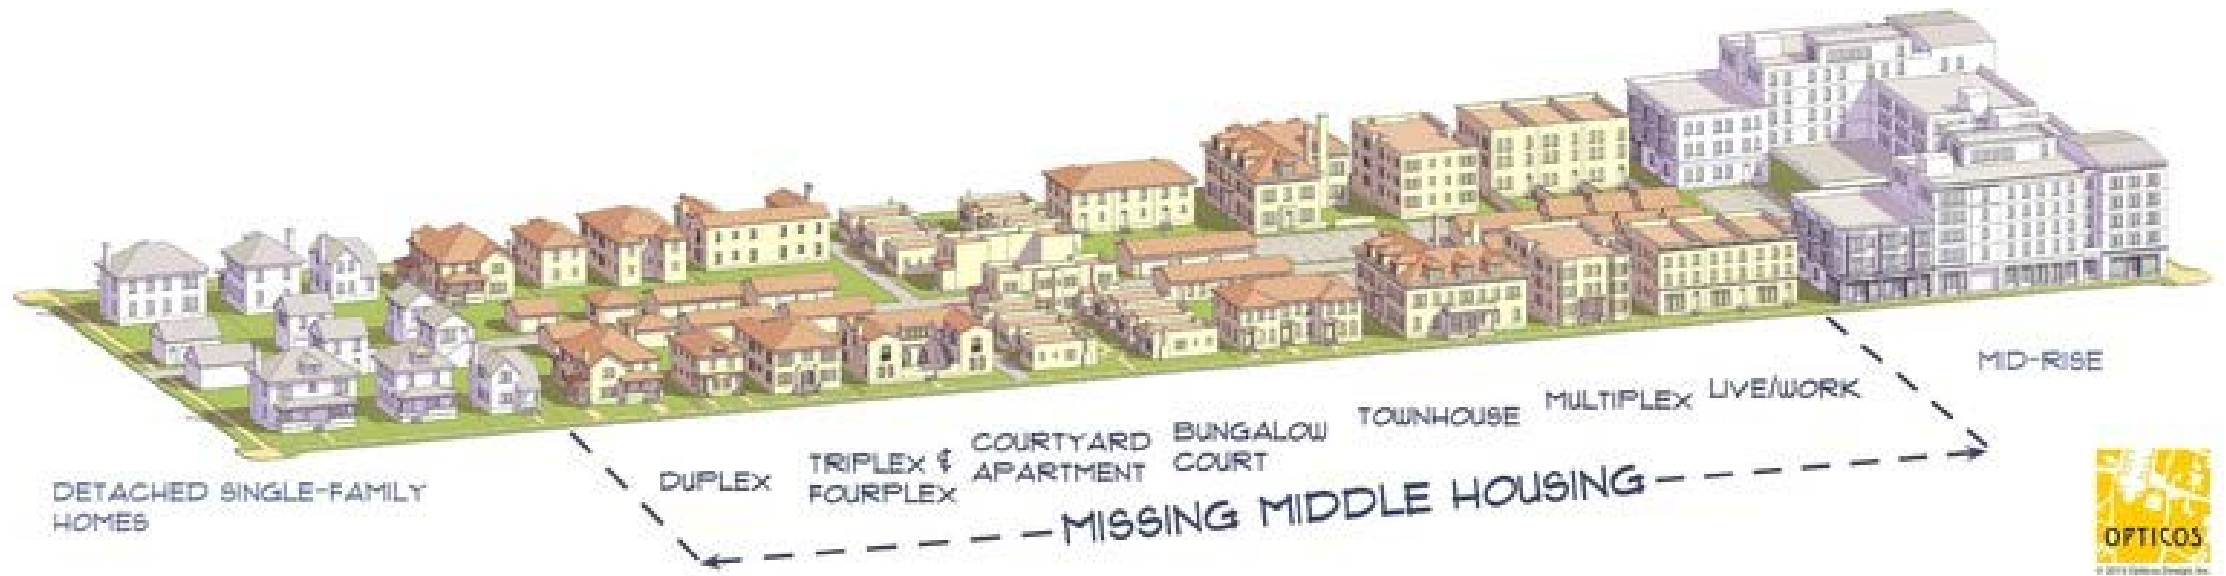 DETACHED SINGLE-FAMILY
HOMES
DUPLEX
TRIPLEX &
FOURPLEX
COURTYARD
APARTMENT
BUNGALOW
COURT
TOWNHOUSE
MULTIPLEX
LIVE/WORK
MID-RISE
MISSING MIDDLE HOUSING
OPTICOS